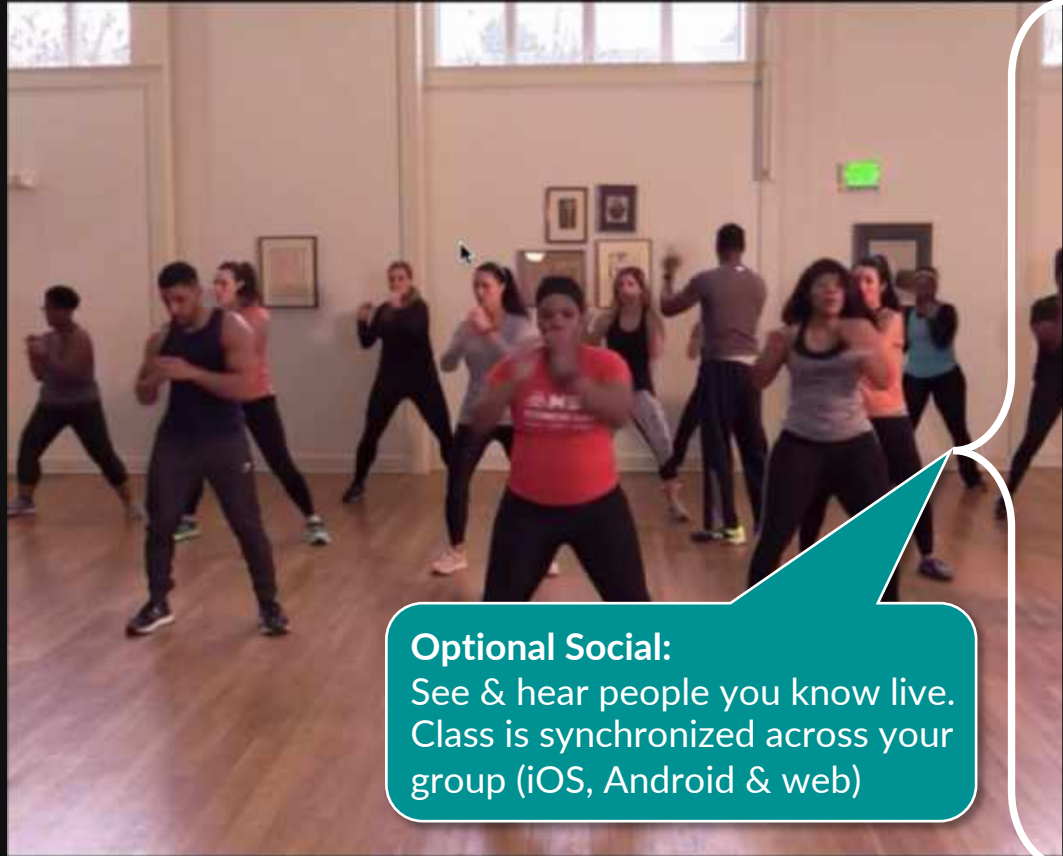 Optional Social:
See & hear people you know live.
Class is synchronized across your
group (iOS, Android & web)